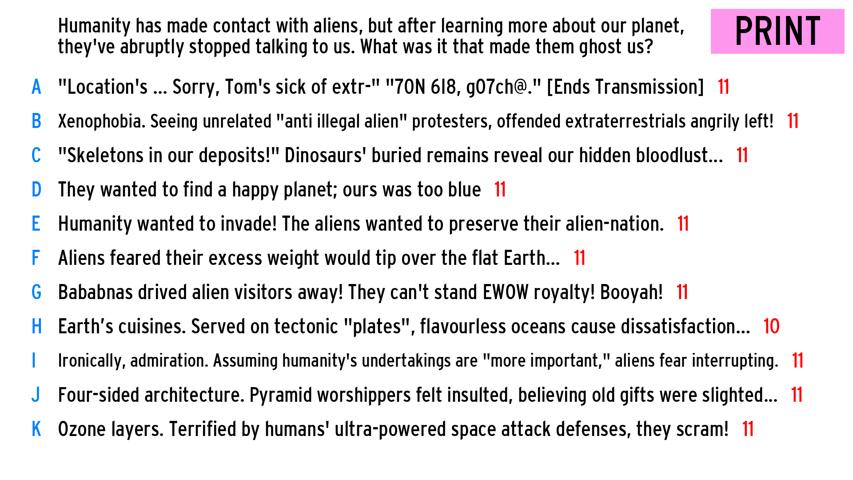 Humanity has made contact with aliens, but after learning more about our planet,
they've abruptly stopped talking to us. What was it that made them ghost us?
PRINT
A "Location's ... Sorry, Tom's sick of extr-" "70N 6I8, g07ch@." [Ends Transmission] 11
B Xenophobia. Seeing unrelated "anti illegal alien" protesters, offended extraterrestrials angrily left! 11
C "Skeletons in our deposits!" Dinosaurs' buried remains reveal our hidden bloodlust... 11
D They wanted to find a happy planet; ours was too blue 11
E Humanity wanted to invade! The aliens wanted to preserve their alien-nation. 11
F Aliens feared their excess weight would tip over the flat Earth... 11
G Bababnas drived alien visitors away! They can't stand EWOW royalty! Booyah! 11
H Earth's cuisines. Served on tectonic "plates", flavourless oceans cause dissatisfaction... 10
I Ironically, admiration. Assuming humanity's undertakings are "more important," aliens fear interrupting. 11
J Four-sided architecture. Pyramid worshippers felt insulted, believing old gifts were slighted... 11
K Ozone layers. Terrified by humans' ultra-powered space attack defenses, they scram! 11